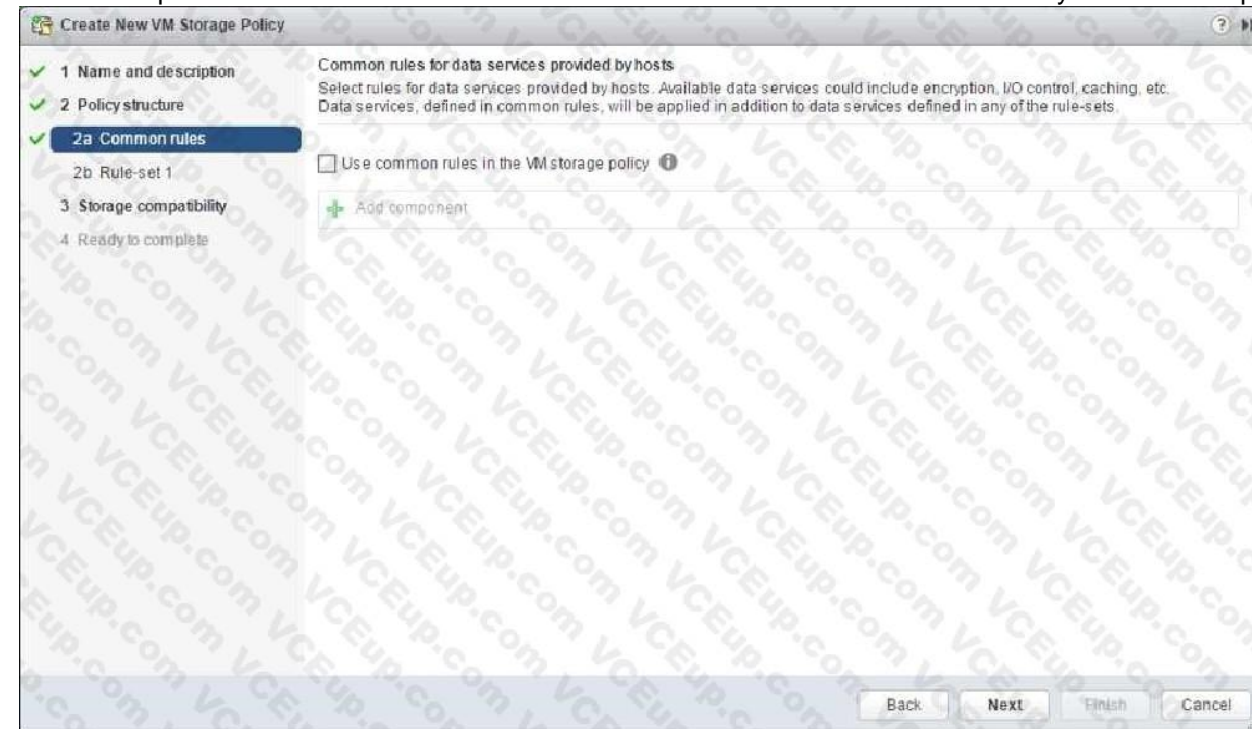 Create New VM Storage Policy
1 Name and description
2 Policy structure
2a Common rules
2b Rule-set 1
3 Storage compatibility
4 Ready to complete
Common rules for data services provided by hosts
Select rules for data services provided by hosts. Available data services could include encryption, I/O control, caching, etc.
Data services, defined in common rules, will be applied in addition to data services defined in any of the rule-sets.
Use common rules in the VM storage policy
Add component
Back Next Finish Cancel
VCEup.com